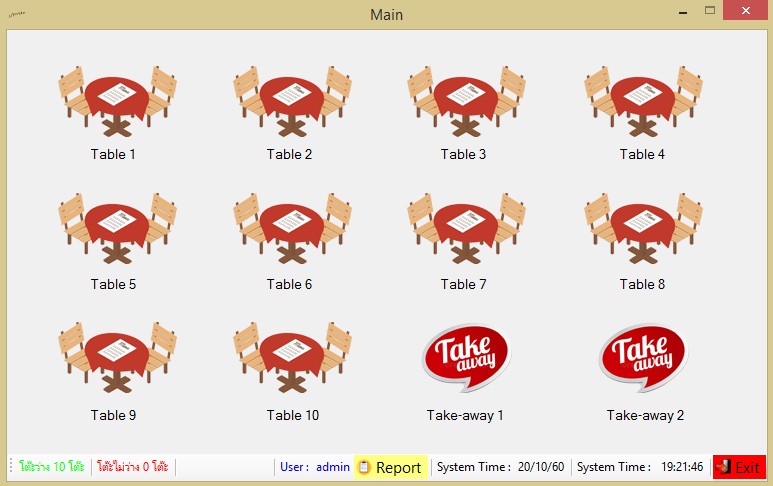 Main
Table 1
Table 2
Table 3
Table 4
Table 5
Table 6
Table 7
Table 8
Table 9
Table 10
Take away
Take-away 1
Take away
Take-away 2
โต๊ะว่าง 10 โต๊ะ
โต๊ะไม่ว่าง 0 โต๊ะ
User : admin
Report
System Time : 20/10/60
System Time : 19:21:46
Exit